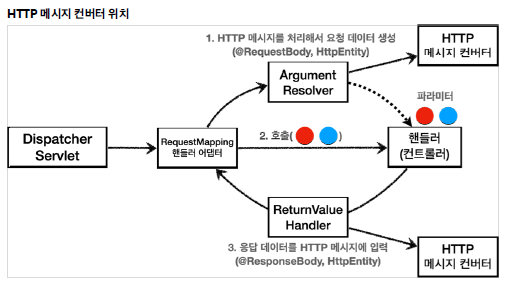 HTTP 메시지 컨버터 위치
1. HTTP 메시지를 처리해서 요청 데이터 생성
(@RequestBody, HttpEntity)
HTTP
메시지 컨버터
Argument
Resolver
파라미터
Dispatcher
Servlet
RequestMapping
핸들러 어댑터
2. 호출( )
핸들러
(컨트롤러)
ReturnValue
Handler
3. 응답 데이터를 HTTP 메시지에 입력
(@ResponseBody, HttpEntity)
HTTP
메시지 컨버터